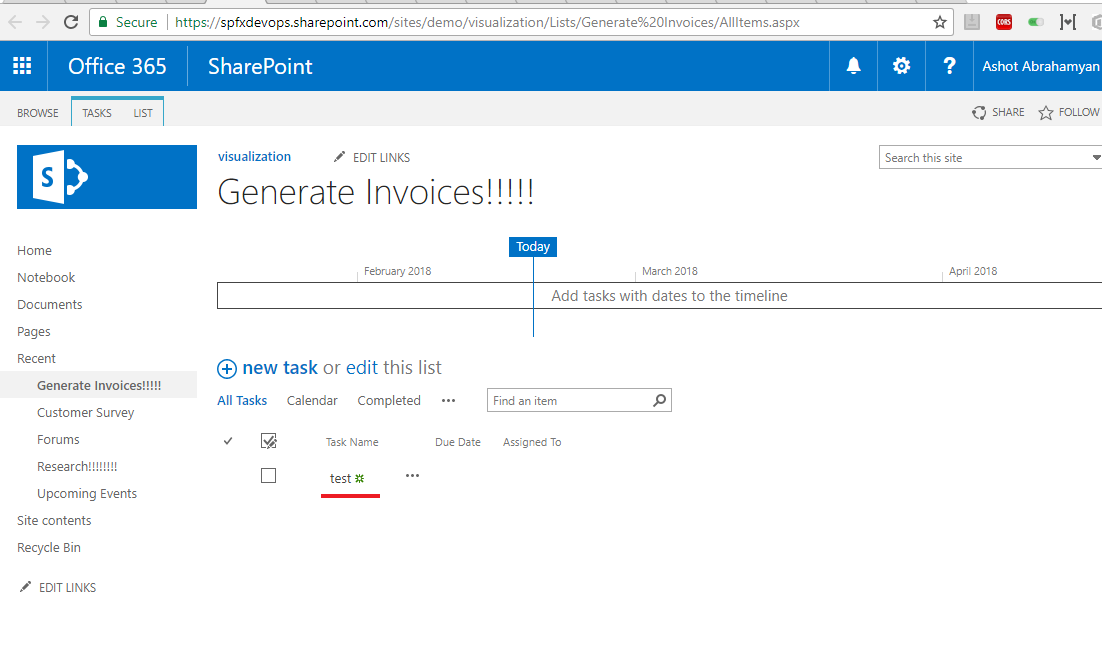 Secure https://spfxdevops.sharepoint.com/sites/demo/visualization/Lists/Generate%20Invoices/AllItems.aspx
CORS
Office 365 SharePoint ? Ashot Abrahamyan
BROWSE TASKS LIST SHARE FOLLOW
S
visualization EDIT LINKS Search this site
Generate Invoices!!!!!
Today
February 2018 March 2018 April 2018
Add tasks with dates to the timeline
Home
Notebook
Documents
Pages
Recent
Generate Invoices!!!!!
Customer Survey
Forums
Research!!!!!!!!
Upcoming Events
Site contents
Recycle Bin
EDIT LINKS
new task or edit this list
All Tasks Calendar Completed ••• Find an item
Task Name Due Date Assigned To
test •••